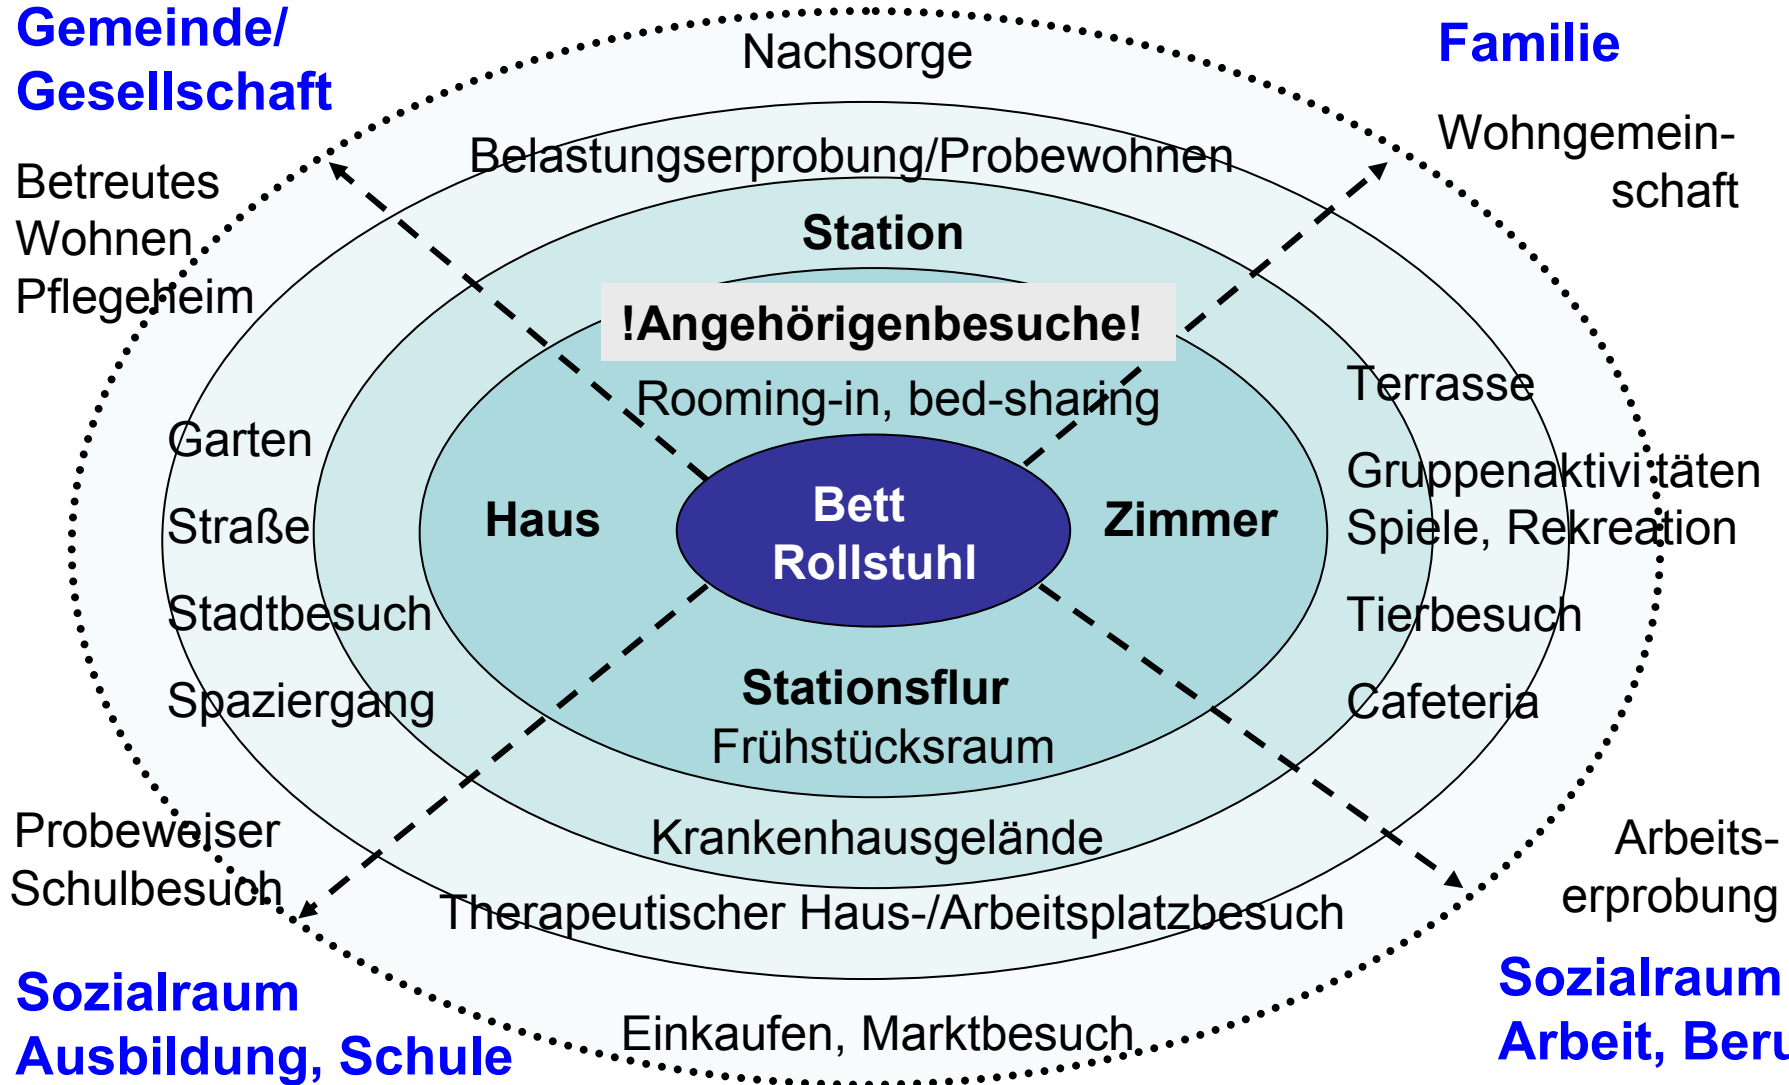 Gemeinde/
Gesellschaft
Nachsorge
Familie
Wohngemein-
schaft
Betreutes
Wohnen
Pflegeheim
Belastungserprobung/Probewohnen
Station
!Angehörigenbesuche!
Rooming-in, bed-sharing
Terrasse
Garten
Gruppenaktivi täten
Spiele, Rekreation
Straße
Haus
Bett
Rollstuhl
Zimmer
Stadtbesuch
Tierbesuch
Spaziergang
Stationsflur
Frühstücksraum
Cafeteria
Probeweiser
Schulbesuch
Krankenhausgelände
Therapeutischer Haus-/Arbeitsplatzbesuch
Arbeits-
erprobung
Sozialraum
Ausbildung, Schule
Einkaufen, Marktbesuch
Sozialraum
Arbeit, Beru